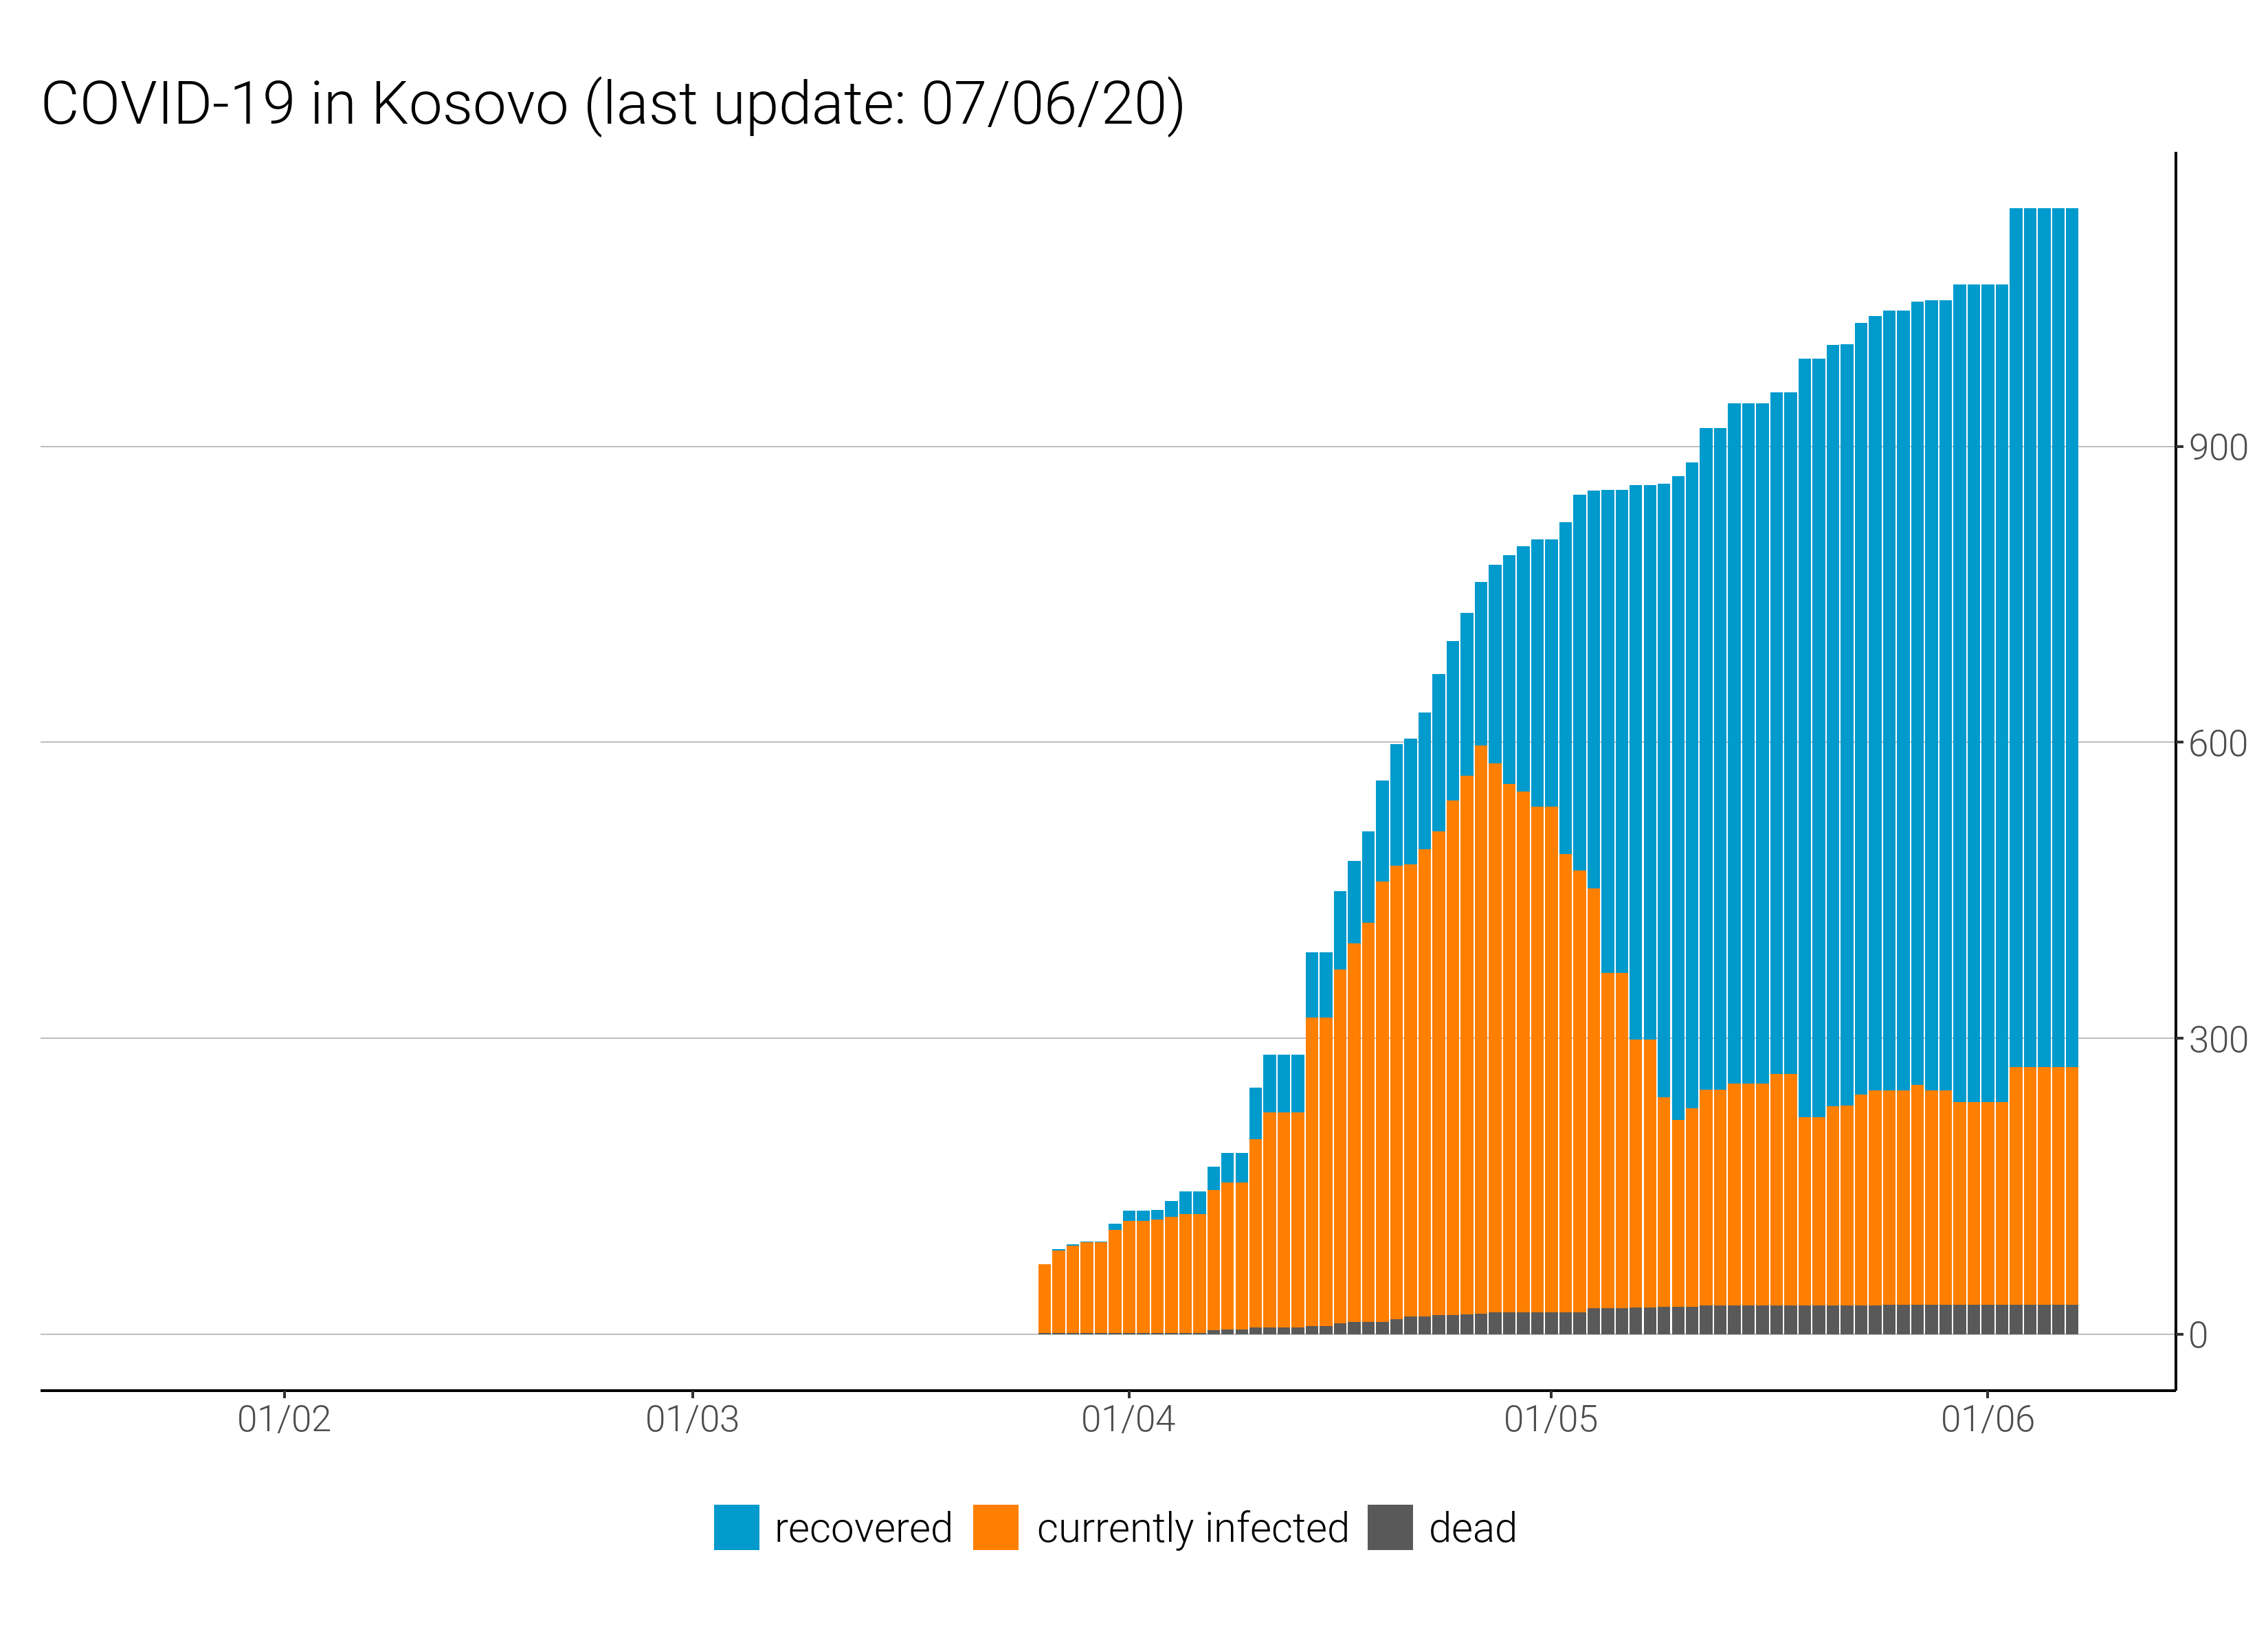 COVID-19 in Kosovo (last update: 07/06/20)
900
600
300
0
01/02 01/03 01/04 01/05 01/06
recovered currently infected dead